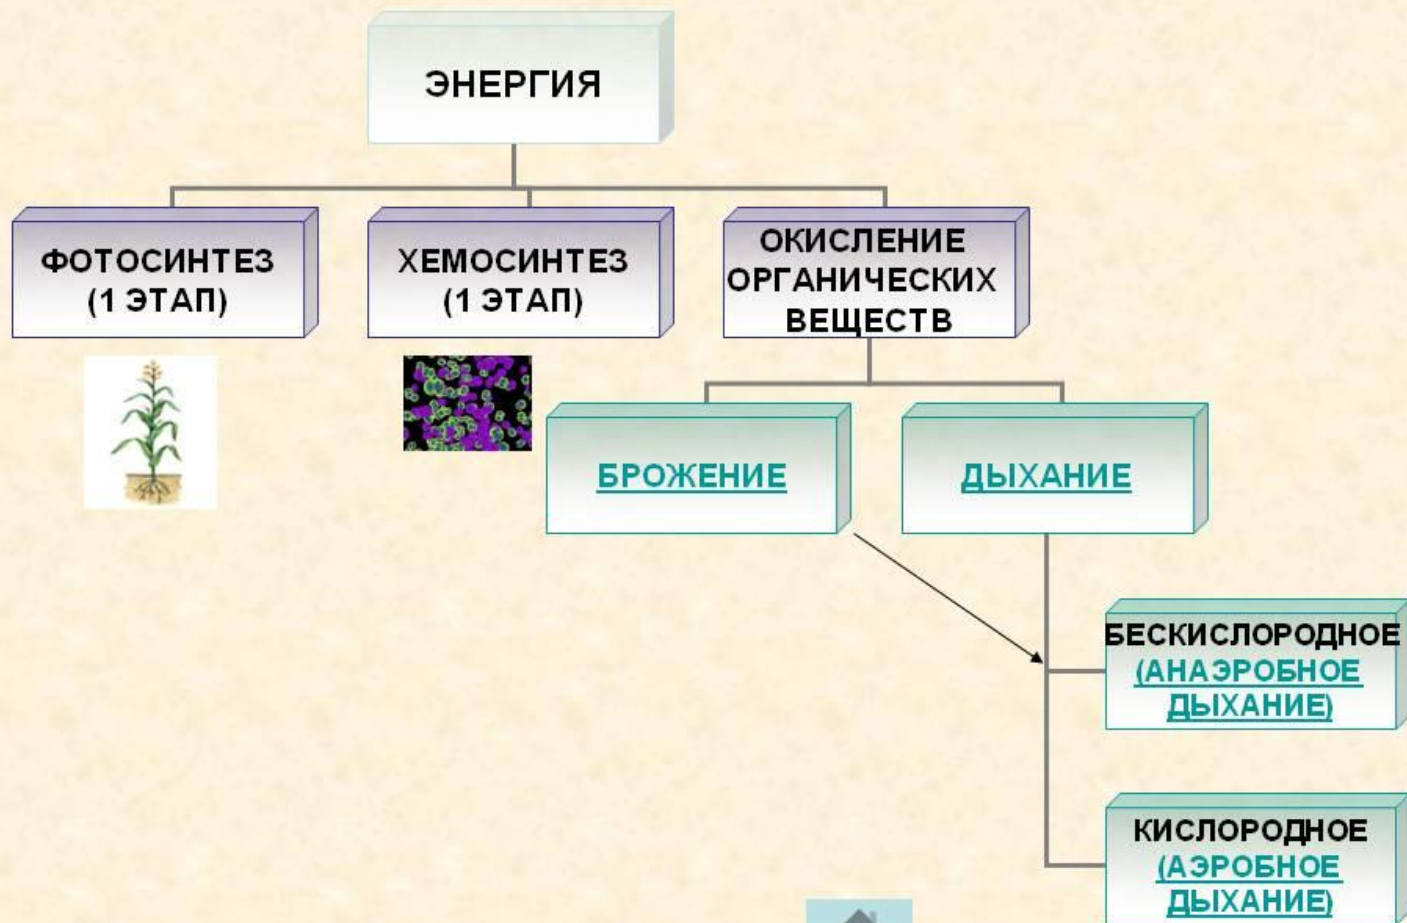 ЭНЕРГИЯ
ФОТОСИНТЕЗ
(1 ЭТАП)
ХЕМОСИНТЕЗ
(1 ЭТАП)
ОКИСЛЕНИЕ
ОРГАНИЧЕСКИХ
ВЕЩЕСТВ
БРОЖЕНИЕ
ДЫХАНИЕ
БЕСКИСЛОРОДНОЕ
(АНАЭРОБНОЕ
ДЫХАНИЕ)
КИСЛОРОДНОЕ
(АЭРОБНОЕ
ДЫХАНИЕ)